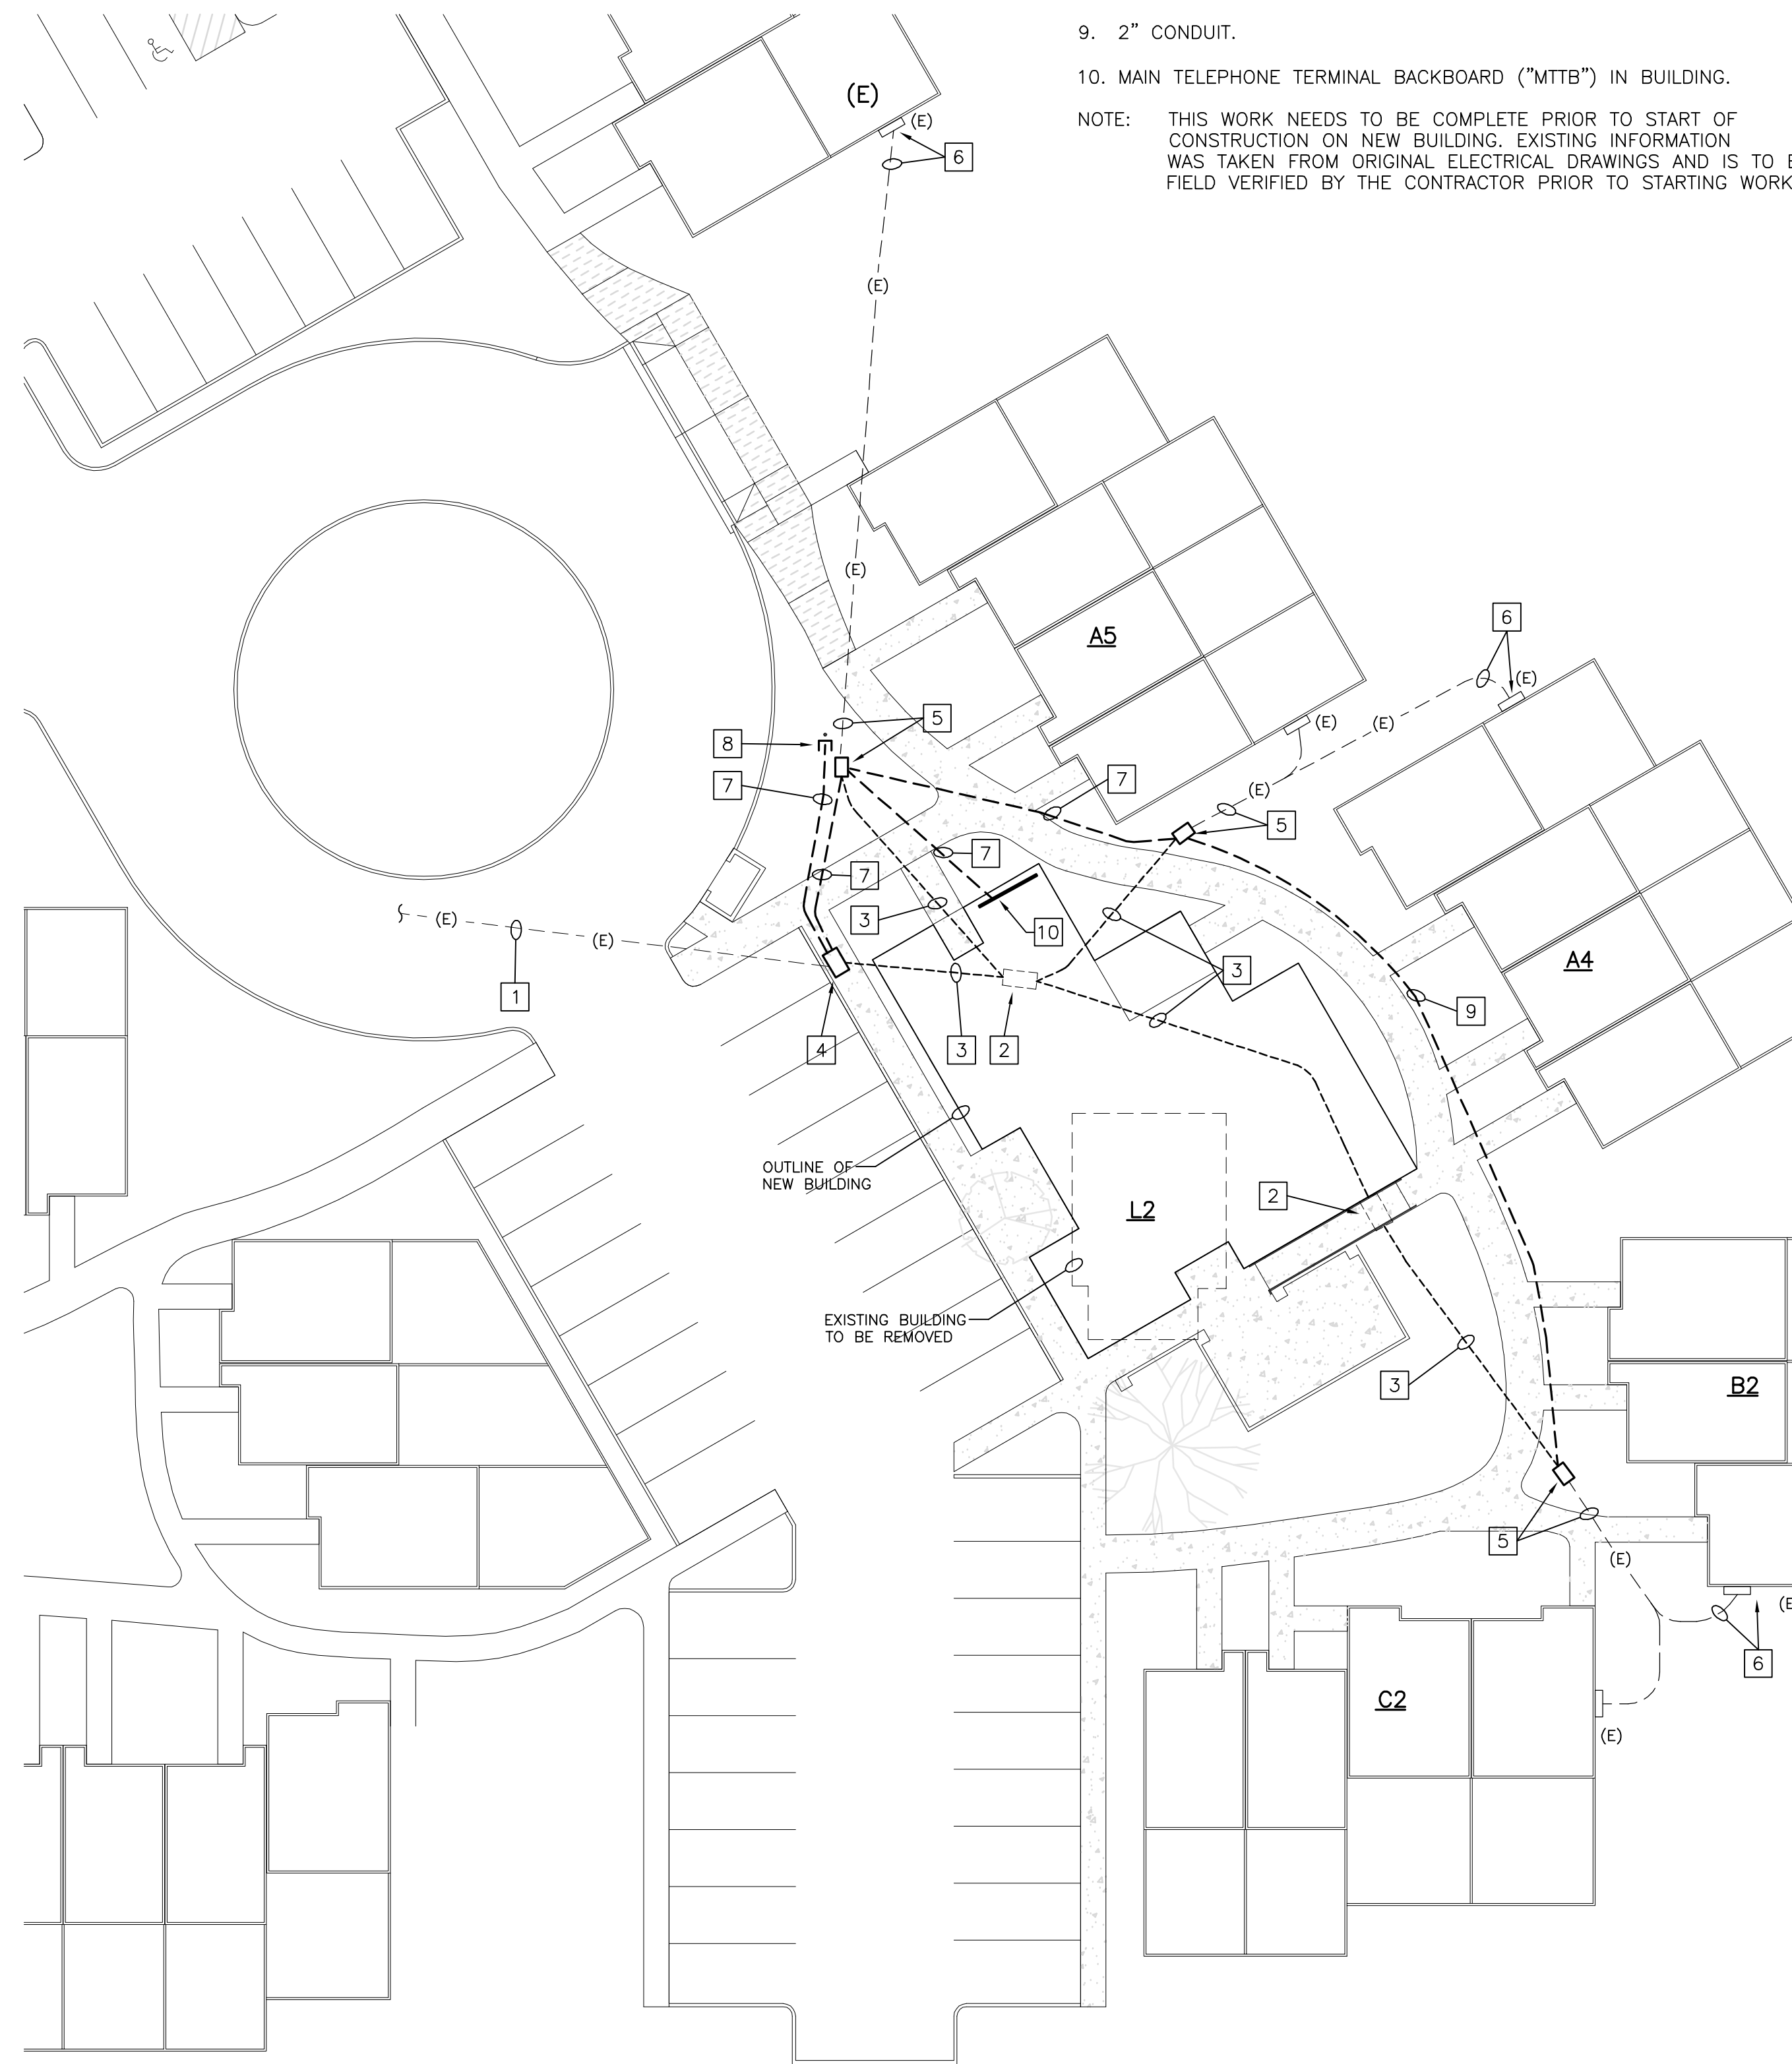 9. 2” CONDUIT.
10. MAIN TELEPHONE TERMINAL BACKBOARD (”MTTB”) IN BUILDING.
NOTE: THIS WORK NEEDS TO BE COMPLETE PRIOR TO START OF
CONSTRUCTION ON NEW BUILDING. EXISTING INFORMATION
WAS TAKEN FROM ORIGINAL ELECTRICAL DRAWINGS AND IS TO
FIELD VERIFIED BY THE CONTRACTOR PRIOR TO STARTING WORK
(E)
(E)
6
(E)
(E)
A5
6
(E)
(E)
(E)
5
8
7
7
(E)
5
7
7
3
10
(E)
(E)
1
A4
3
9
4
3
2
OUTLINE OF
NEW BUILDING
2
L2
EXISTING BUILDING
TO BE REMOVED
3
B2
5
(E)
(E
6
C2
(E)